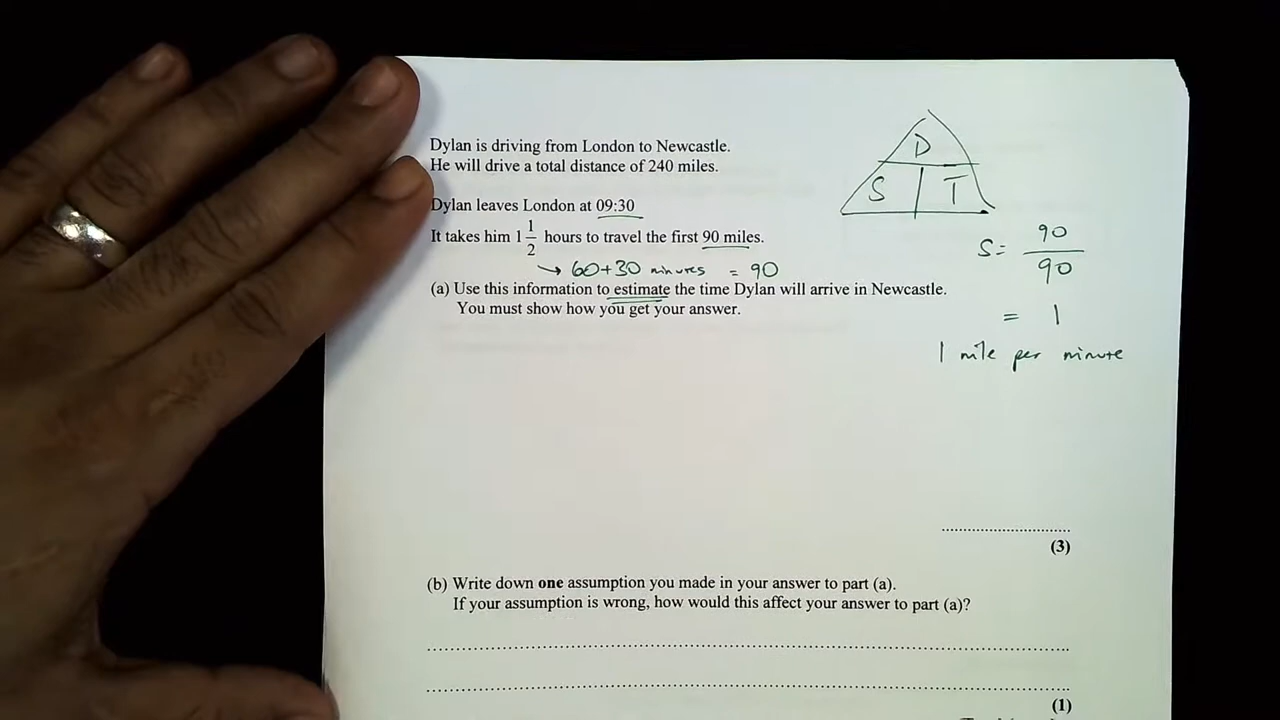 Dylan is driving from London to Newcastle.
He will drive a total distance of 240 miles.
Dylan leaves London at 09:30
It takes him 1 1/2 hours to travel the first 90 miles.
→ 60+30 minutes = 90
(a) Use this information to estimate the time Dylan will arrive in Newcastle.
You must show how you get your answer.
D
S T
S = 90/90
= 1
1 mile per minute
(3)
(b) Write down one assumption you made in your answer to part (a).
If your assumption is wrong, how would this affect your answer to part (a)?
(1)